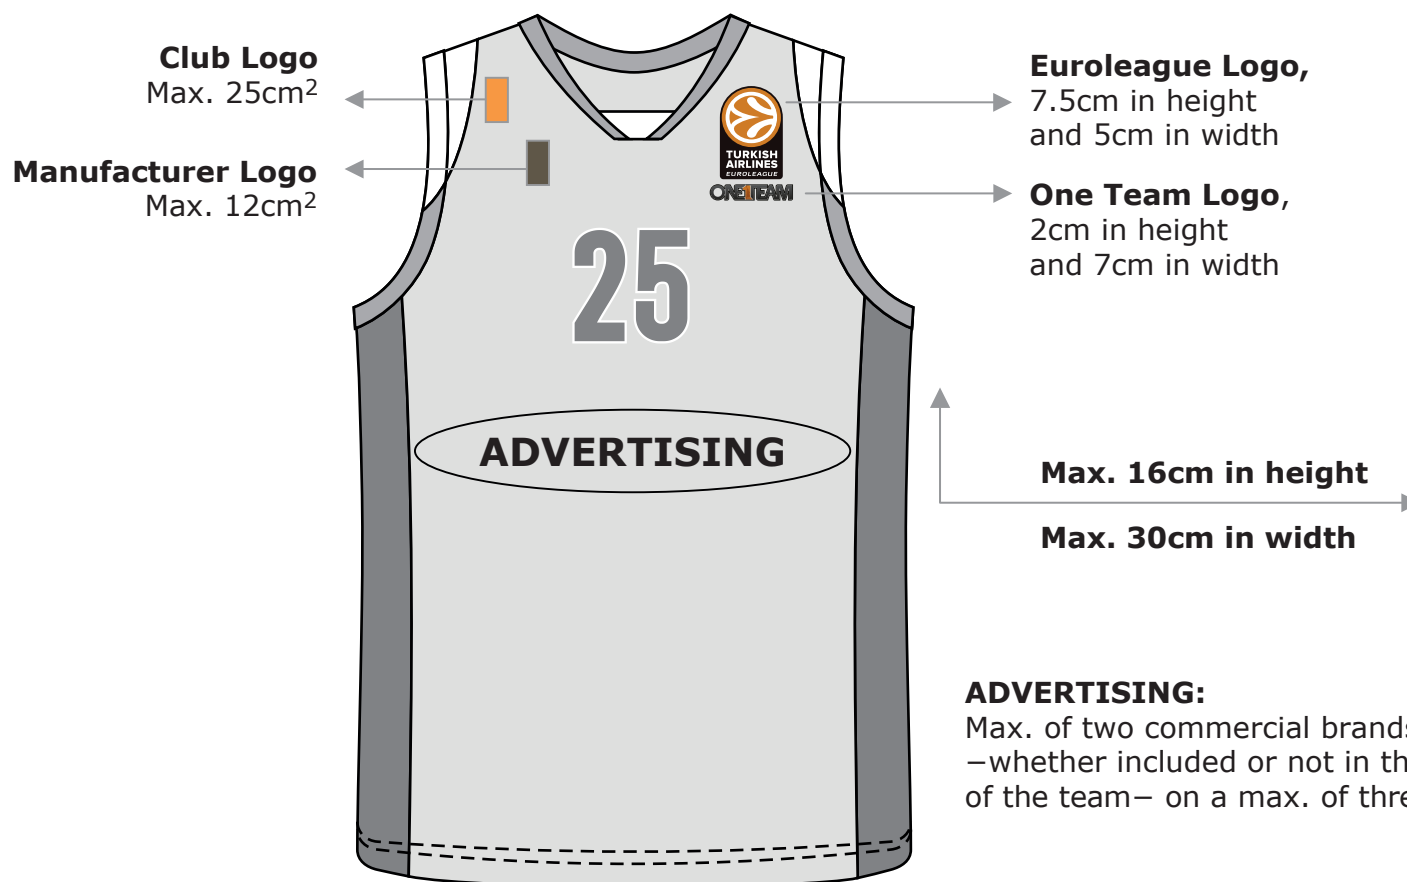 Club Logo
Max. 25cm²
Manufacturer Logo
Max. 12cm²
Euroleague Logo,
7.5cm in height
and 5cm in width
One Team Logo,
2cm in height
and 7cm in width
TURKISH
AIRLINES
EUROLEAGUE
ONE1TEAM
25
ADVERTISING
Max. 16cm in height
Max. 30cm in width
ADVERTISING:
Max. of two commercial brands
−whether included or not in th
of the team− on a max. of thre